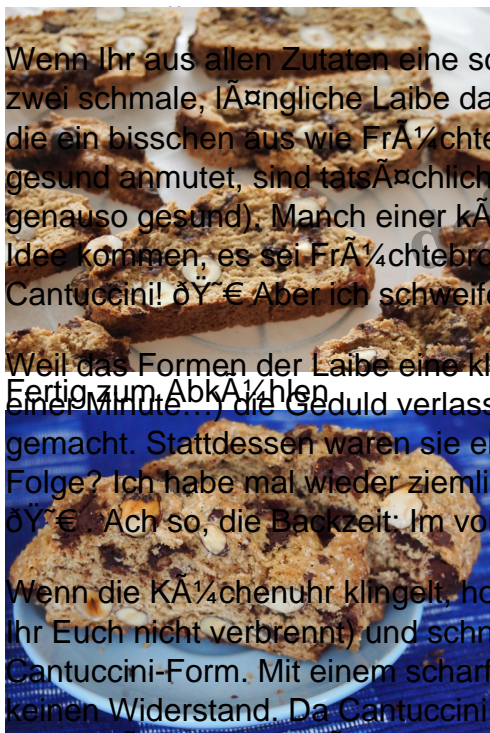 Wenn Ihr aus allen Zutaten eine sc
zwei schmale, lÃ¤ngliche Laibe da
die ein bisschen aus wie FrÃ¼chte
gesund anmutet, sind tatsÃ¤chlich
genauso gesund). Manch einer kÃ
Idee kommen, es sei FrÃ¼chtebro
Cantuccini! ðŸ˜€ Aber ich schweife
Weil das Formen der Laibe eine kl
Fertig zum AbkÃ¼hlen
einer Minute…) die Geduld verlass
gemacht. Stattdessen waren sie e
Folge? Ich habe mal wieder ziemli
ðŸ˜€ . Ach so, die Backzeit: Im vo
Wenn die KÃ¼chenuhr klingelt, ho
Ihr Euch nicht verbrennt) und schn
Cantuccini-Form. Mit einem scharf
keinen Widerstand. Da Cantuccini